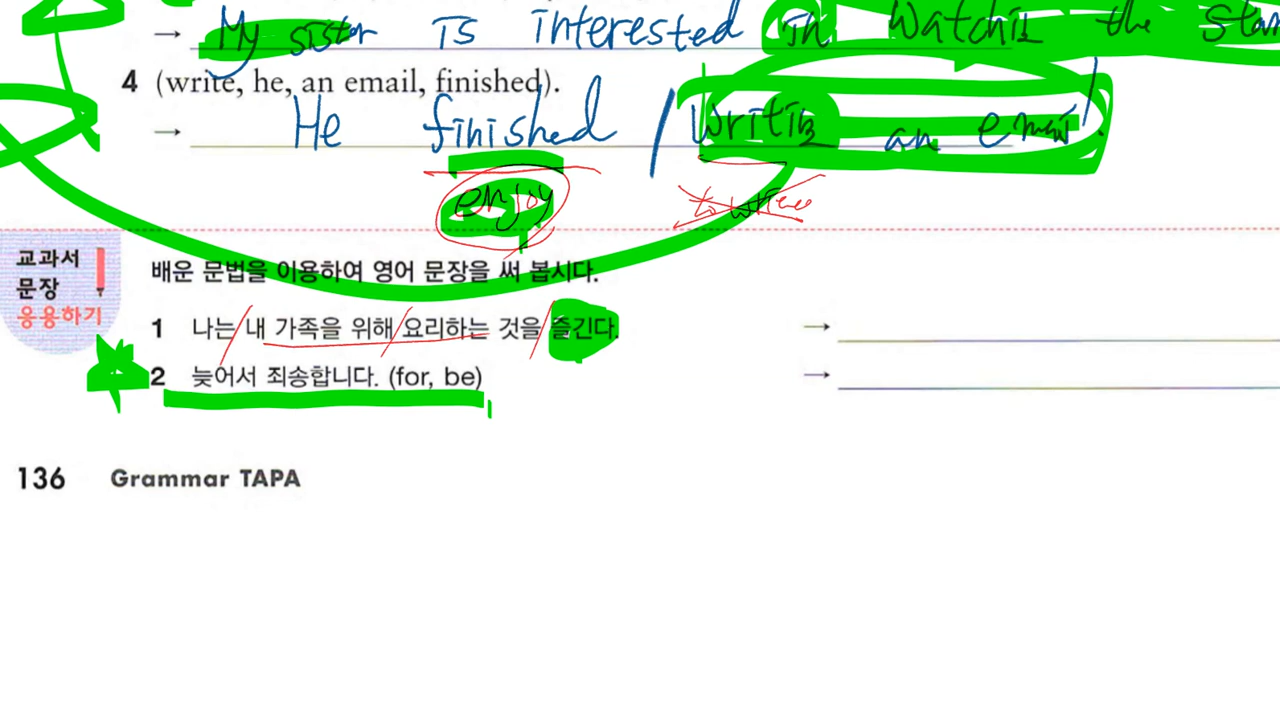 → My sister is interested in watchin the
4 (write, he, an email, finished).
→ He finished / writin an email.
enjoy to write
교과서
문장
응용하기
배운 문법을 이용하여 영어 문장을 써 봅시다.
1 나는/내 가족을 위해/요리하는 것을/즐긴다. →
2 늦어서 죄송합니다. (for, be) →
136 Grammar TAPA